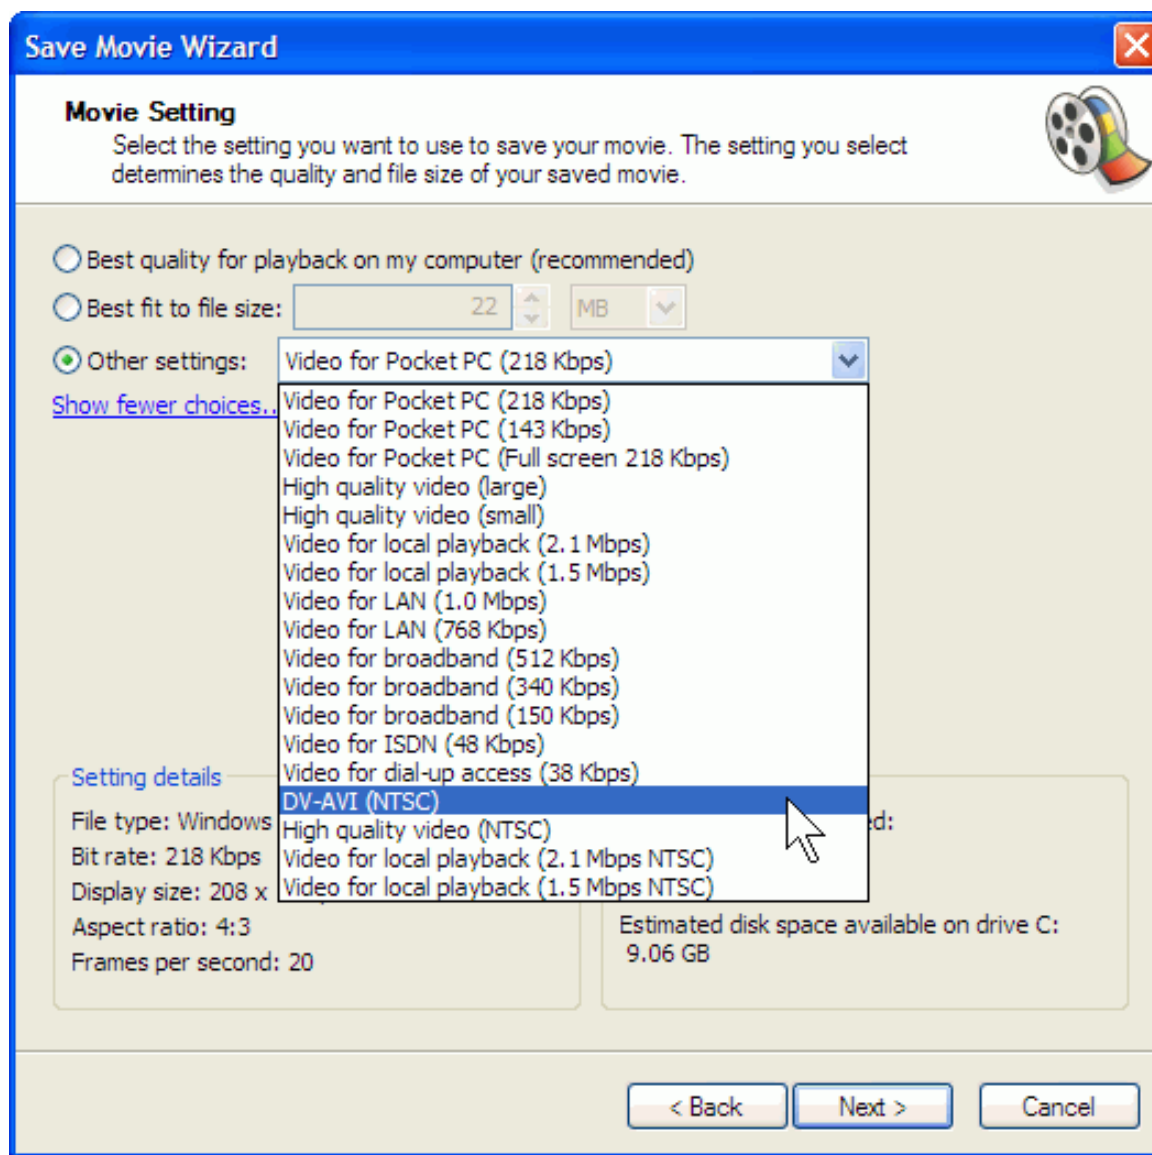 Save Movie Wizard
Movie Setting
Select the setting you want to use to save your movie. The setting you select
determines the quality and file size of your saved movie.
Best quality for playback on my computer (recommended)
Best fit to file size: 22 MB
Other settings: Video for Pocket PC (218 Kbps)
Show fewer choices..
Video for Pocket PC (218 Kbps)
Video for Pocket PC (143 Kbps)
Video for Pocket PC (Full screen 218 Kbps)
High quality video (large)
High quality video (small)
Video for local playback (2.1 Mbps)
Video for local playback (1.5 Mbps)
Video for LAN (1.0 Mbps)
Video for LAN (768 Kbps)
Video for broadband (512 Kbps)
Video for broadband (340 Kbps)
Video for broadband (150 Kbps)
Video for ISDN (48 Kbps)
Video for dial-up access (38 Kbps)
DV-AVI (NTSC)
High quality video (NTSC)
Video for local playback (2.1 Mbps NTSC)
Video for local playback (1.5 Mbps NTSC)
Setting details
File type: Windows
Bit rate: 218 Kbps
Display size: 208 x
Aspect ratio: 4:3
Frames per second: 20
ed:
Estimated disk space available on drive C:
9.06 GB
< Back
Next >
Cancel